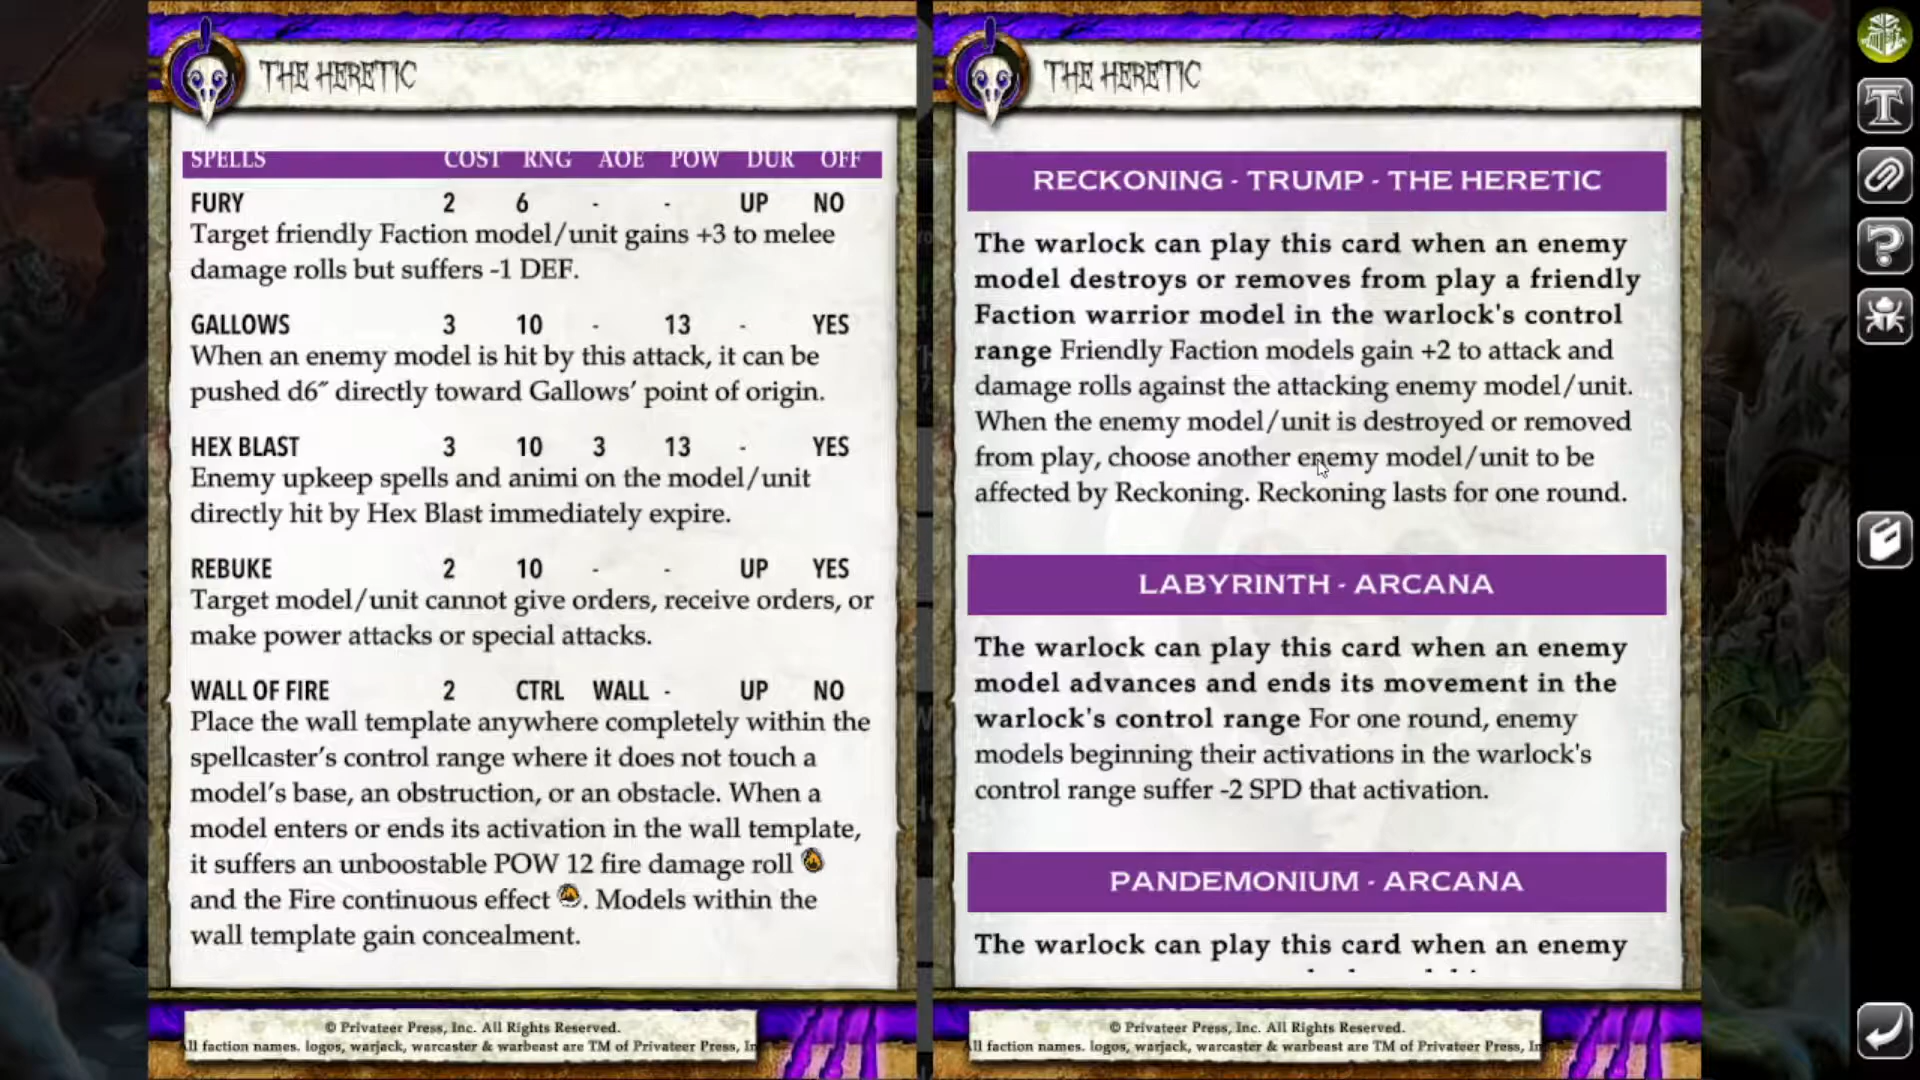 THE HERETIC
SPELLS COST RNG AOE POW DUR OFF
FURY 2 6 - - UP NO
Target friendly Faction model/unit gains +3 to melee
damage rolls but suffers -1 DEF.
GALLOWS 3 10 - 13 - YES
When an enemy model is hit by this attack, it can be
pushed d6″ directly toward Gallows’ point of origin.
HEX BLAST 3 10 3 13 - YES
Enemy upkeep spells and animi on the model/unit
directly hit by Hex Blast immediately expire.
REBUKE 2 10 - - UP YES
Target model/unit cannot give orders, receive orders, or
make power attacks or special attacks.
WALL OF FIRE 2 CTRL WALL - UP NO
Place the wall template anywhere completely within the
spellcaster’s control range where it does not touch a
model’s base, an obstruction, or an obstacle. When a
model enters or ends its activation in the wall template,
it suffers an unboostable POW 12 fire damage roll
and the Fire continuous effect . Models within the
wall template gain concealment.
© Privateer Press, Inc. All Rights Reserved.
ll faction names. logos, warjack, warcaster & warbeast are TM of Privateer Press, In
THE HERETIC
RECKONING - TRUMP - THE HERETIC
The warlock can play this card when an enemy
model destroys or removes from play a friendly
Faction warrior model in the warlock's control
range Friendly Faction models gain +2 to attack and
damage rolls against the attacking enemy model/unit.
When the enemy model/unit is destroyed or removed
from play, choose another enemy model/unit to be
affected by Reckoning. Reckoning lasts for one round.
LABYRINTH - ARCANA
The warlock can play this card when an enemy
model advances and ends its movement in the
warlock's control range For one round, enemy
models beginning their activations in the warlock's
control range suffer -2 SPD that activation.
PANDEMONIUM - ARCANA
The warlock can play this card when an enemy
© Privateer Press, Inc. All Rights Reserved.
ll faction names. logos, warjack, warcaster & warbeast are TM of Privateer Press, In